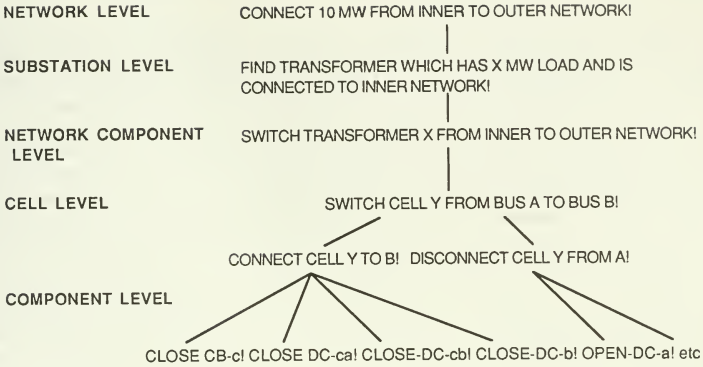 NETWORK LEVEL CONNECT 10 MW FROM INNER TO OUTER NETWORK!
SUBSTATION LEVEL FIND TRANSFORMER WHICH HAS X MW LOAD AND IS
CONNECTED TO INNER NETWORK!
NETWORK COMPONENT SWITCH TRANSFORMER X FROM INNER TO OUTER NETWORK!
LEVEL
CELL LEVEL SWITCH CELL Y FROM BUS A TO BUS B!
CONNECT CELL Y TO B! DISCONNECT CELL Y FROM A!
COMPONENT LEVEL
CLOSE CB-c! CLOSE DC-ca! CLOSE-DC-cb! CLOSE-DC-b! OPEN-DC-a! etc